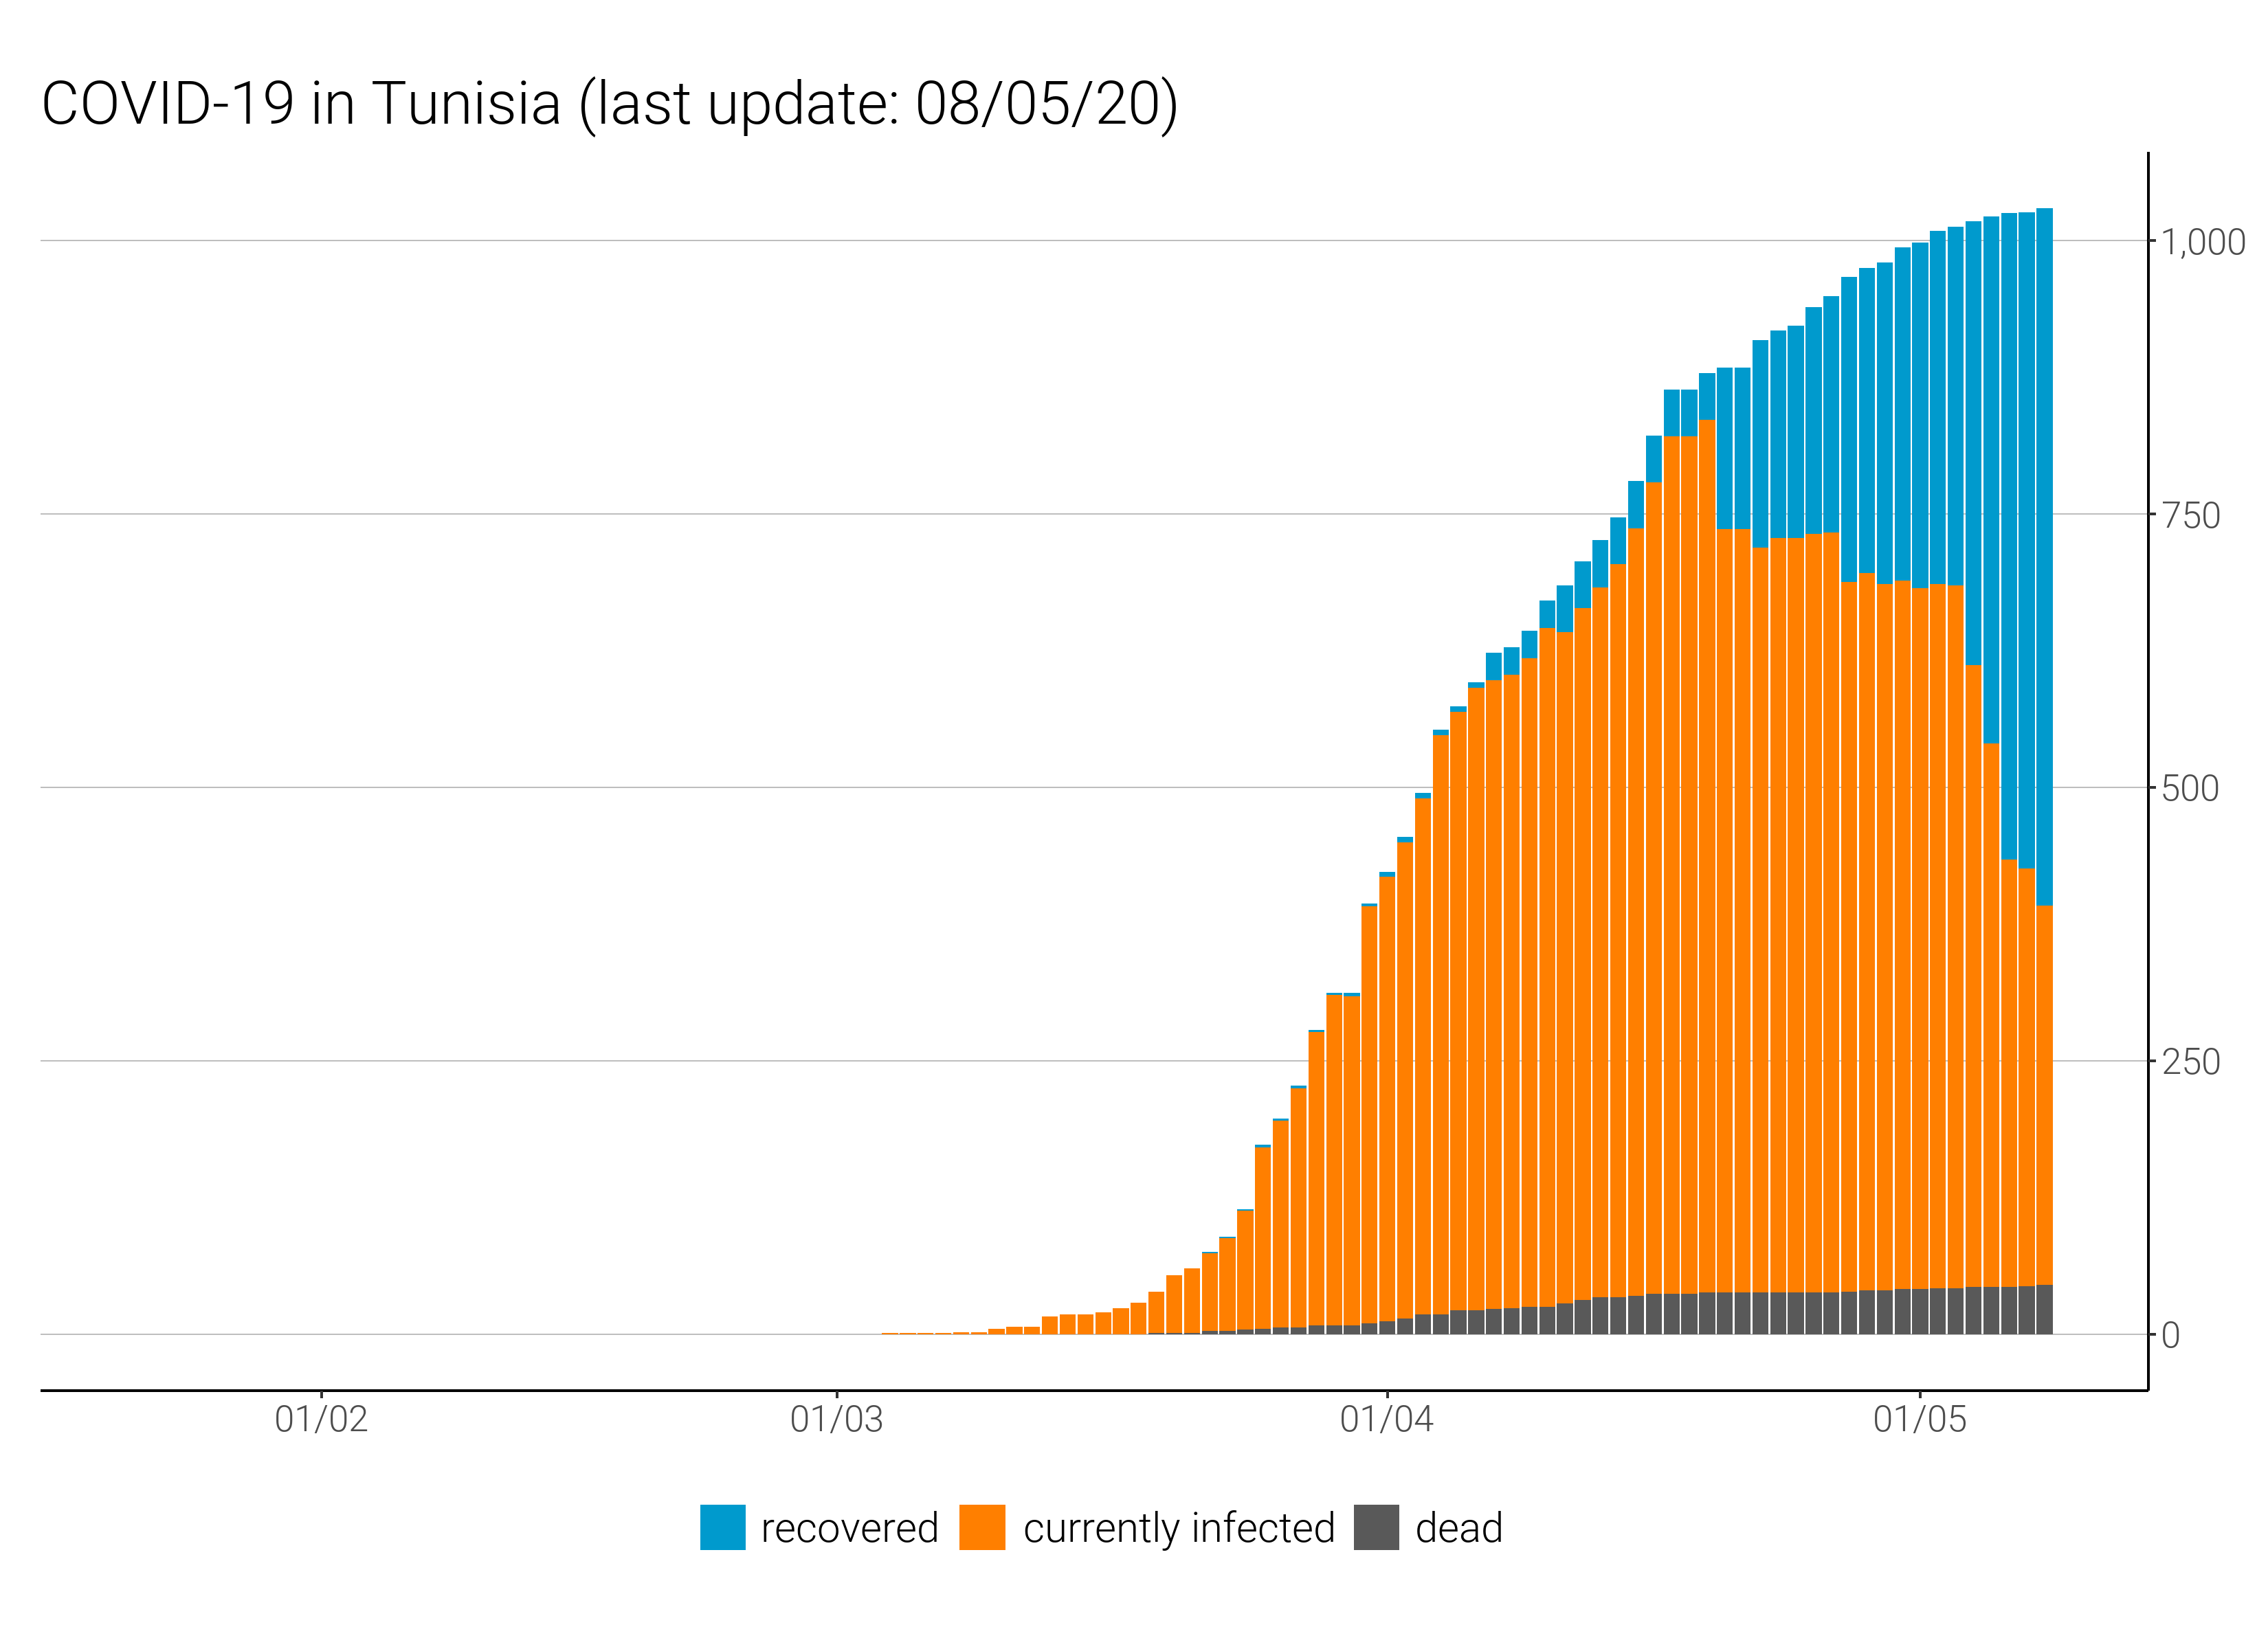 COVID-19 in Tunisia (last update: 08/05/20)
1,000
750
500
250
0
01/02 01/03 01/04 01/05
recovered currently infected dead